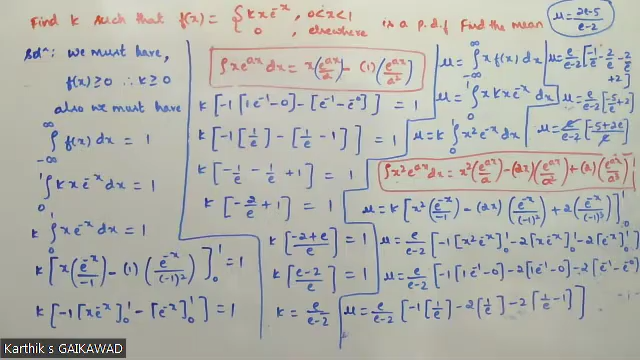 Find k such that f(x) = { k x e^-x , 0<x<1
0 , elsewhere is a p.d.f Find the mean
μ = 2e-5 / e-2
Solⁿ: we must have,
f(x) ≥ 0 ∴ k ≥ 0
also we must have
∫_-∞^∞ f(x) dx = 1
∫_0^1 k x e^-x dx = 1
k ∫_0^1 x e^-x dx = 1
k [ x (e^-x / -1) - (1) (e^-x / (-1)^2) ]_0^1 = 1
k [ -1 [x e^-x]_0^1 - [e^-x]_0^1 ] = 1
∫ x e^ax dx = x (e^ax / a) - (1) (e^ax / a^2)
k [ -1 [1 e^-1 - 0] - [e^-1 - e^-0] ] = 1
k [ -1 [1/e] - [1/e - 1] ] = 1
k [ -1/e - 1/e + 1 ] = 1
k [ -2/e + 1 ] = 1
k [ -2+e / e ] = 1
k [ e-2 / e ] = 1
k = e / e-2
μ = ∫_-∞^∞ x f(x) dx
μ = ∫_0^1 x k x e^-x dx
μ = k ∫_0^1 x^2 e^-x dx
∫ x^2 e^ax dx = x^2 (e^ax / a) - (2x) (e^ax / a^2) + (2) (e^ax / a^3)
μ = k [ x^2 (e^-x / -1) - (2x) (e^-x / (-1)^2) + 2 (e^-x / (-1)^3) ]_0^1
μ = e/e-2 [ -1 [x^2 e^-x]_0^1 - 2 [x e^-x]_0^1 - 2 [e^-x]_0^1 ]
μ = e/e-2 [ -1 [1 e^-1 - 0] - 2 [1 e^-1 - 0] - 2 [e^-1 - e^-0] ]
μ = e/e-2 [ -1 [1/e] - 2 [1/e] - 2 [1/e - 1] ]
μ = e/e-2 [ -1/e - 2/e - 2/e + 2 ]
μ = e/e-2 [ -5/e + 2 ]
μ = e/e-2 [ -5+2e / e ]
Karthik s GAIKAWAD